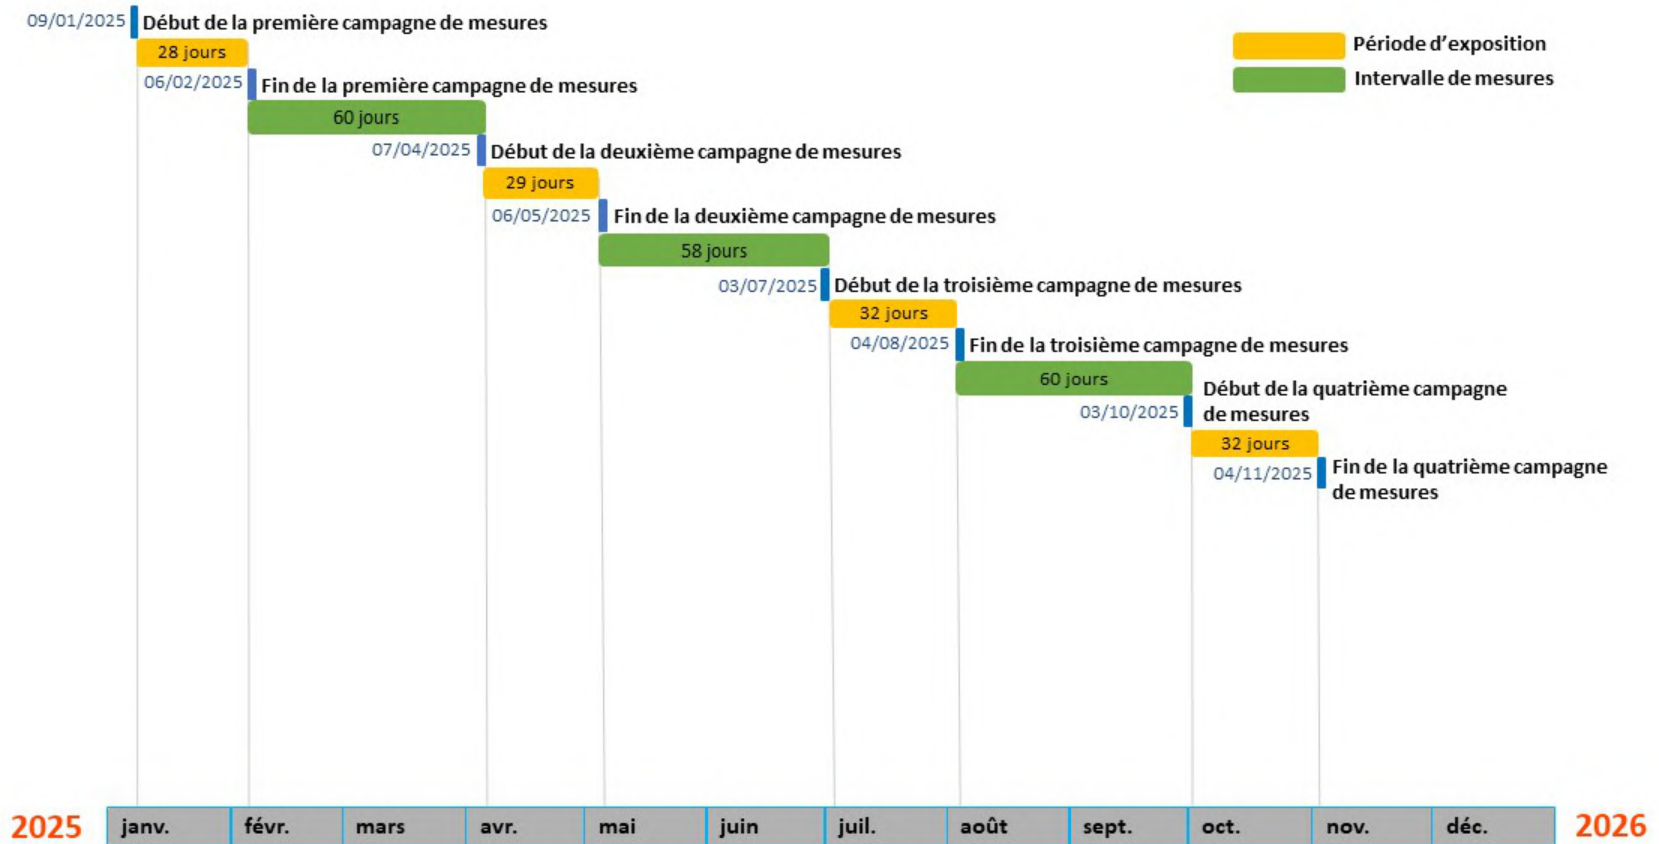 09/01/2025 Début de la première campagne de mesures
28 jours
Période d'exposition
Intervalle de mesures
06/02/2025 Fin de la première campagne de mesures
60 jours
07/04/2025 Début de la deuxième campagne de mesures
29 jours
06/05/2025 Fin de la deuxième campagne de mesures
58 jours
03/07/2025 Début de la troisième campagne de mesures
32 jours
04/08/2025 Fin de la troisième campagne de mesures
60 jours
03/10/2025 Début de la quatrième campagne
de mesures
32 jours
04/11/2025 Fin de la quatrième campagne
de mesures
2025 janv. févr. mars avr. mai juin juil. août sept. oct. nov. déc. 2026